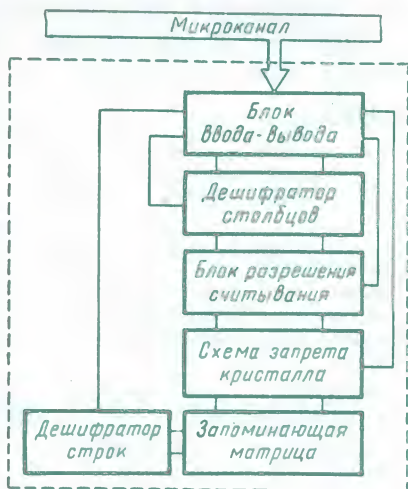 Микроканал
Блок
ввода-вывода
Дешифратор
столбцов
Блок разрешения
считывания
Схема запрета
кристалла
Дешифратор
строк
Запоминающая
матрица